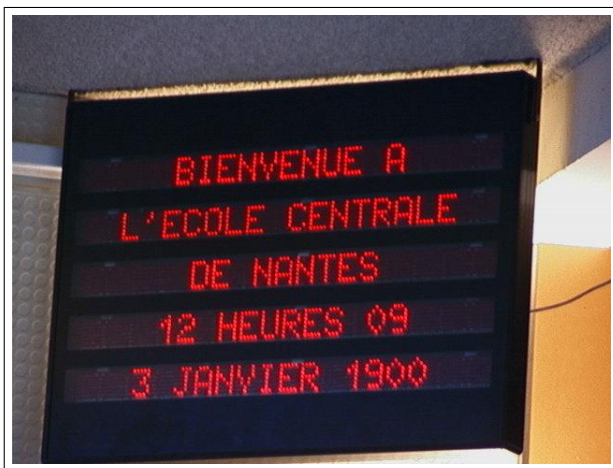 BIENVENUE A
L'ECOLE CENTRALE
DE NANTES
12 HEURES 09
3 JANVIER 1900